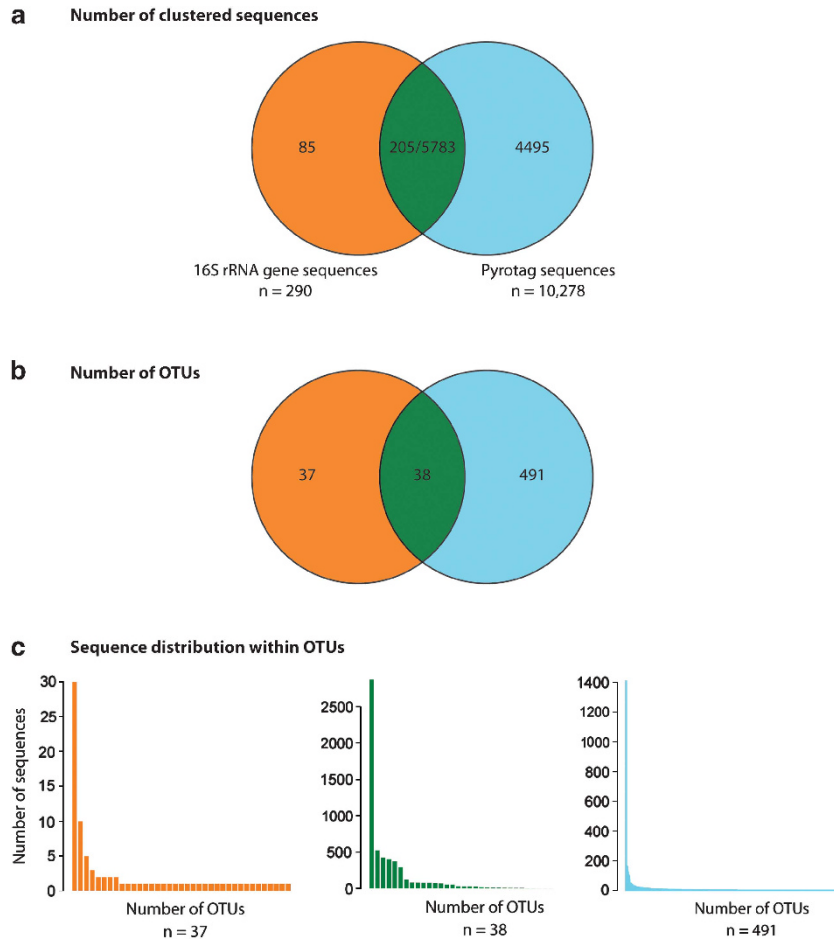 a Number of clustered sequences
85 205/5783 4495
16S rRNA gene sequences Pyrotag sequences
n = 290 n = 10,278
b Number of OTUs
37 38 491
c Sequence distribution within OTUs
Number of sequences
30
25
20
15
10
5
0
Number of OTUs
n = 37
2500
2000
1500
1000
500
0
Number of OTUs
n = 38
1400
1200
1000
800
600
400
200
0
Number of OTUs
n = 491